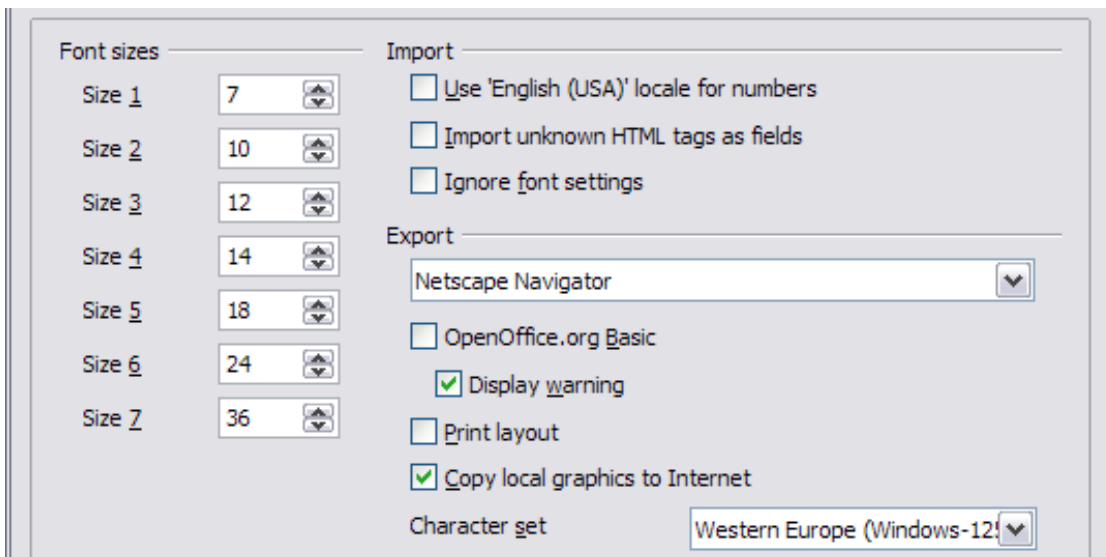 Font sizes
Size 1 7
Size 2 10
Size 3 12
Size 4 14
Size 5 18
Size 6 24
Size 7 36
Import
Use 'English (USA)' locale for numbers
Import unknown HTML tags as fields
Ignore font settings
Export
Netscape Navigator
OpenOffice.org Basic
Display warning
Print layout
Copy local graphics to Internet
Character set Western Europe (Windows-125